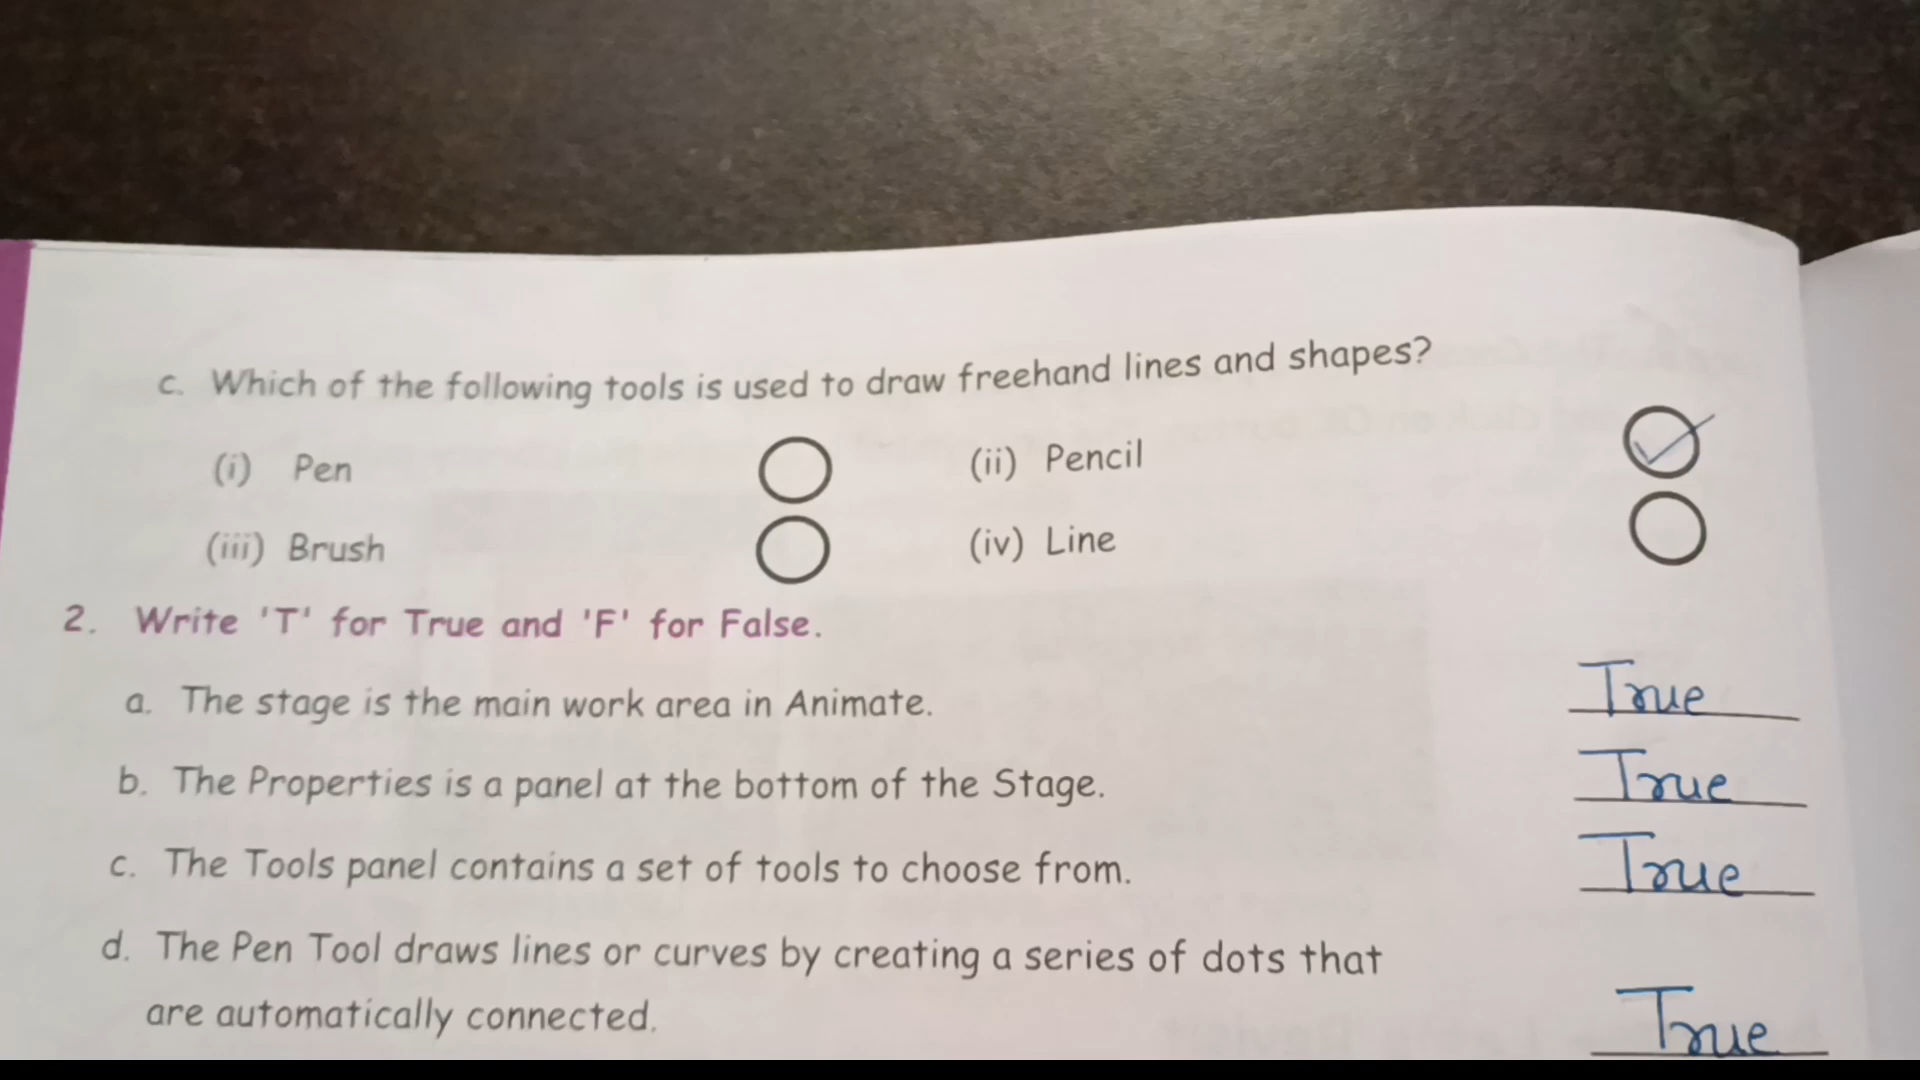 c. Which of the following tools is used to draw freehand lines and shapes?
(i) Pen (ii) Pencil
(iii) Brush (iv) Line
2. Write 'T' for True and 'F' for False.
a. The stage is the main work area in Animate. True
b. The Properties is a panel at the bottom of the Stage. True
c. The Tools panel contains a set of tools to choose from. True
d. The Pen Tool draws lines or curves by creating a series of dots that
are automatically connected. True